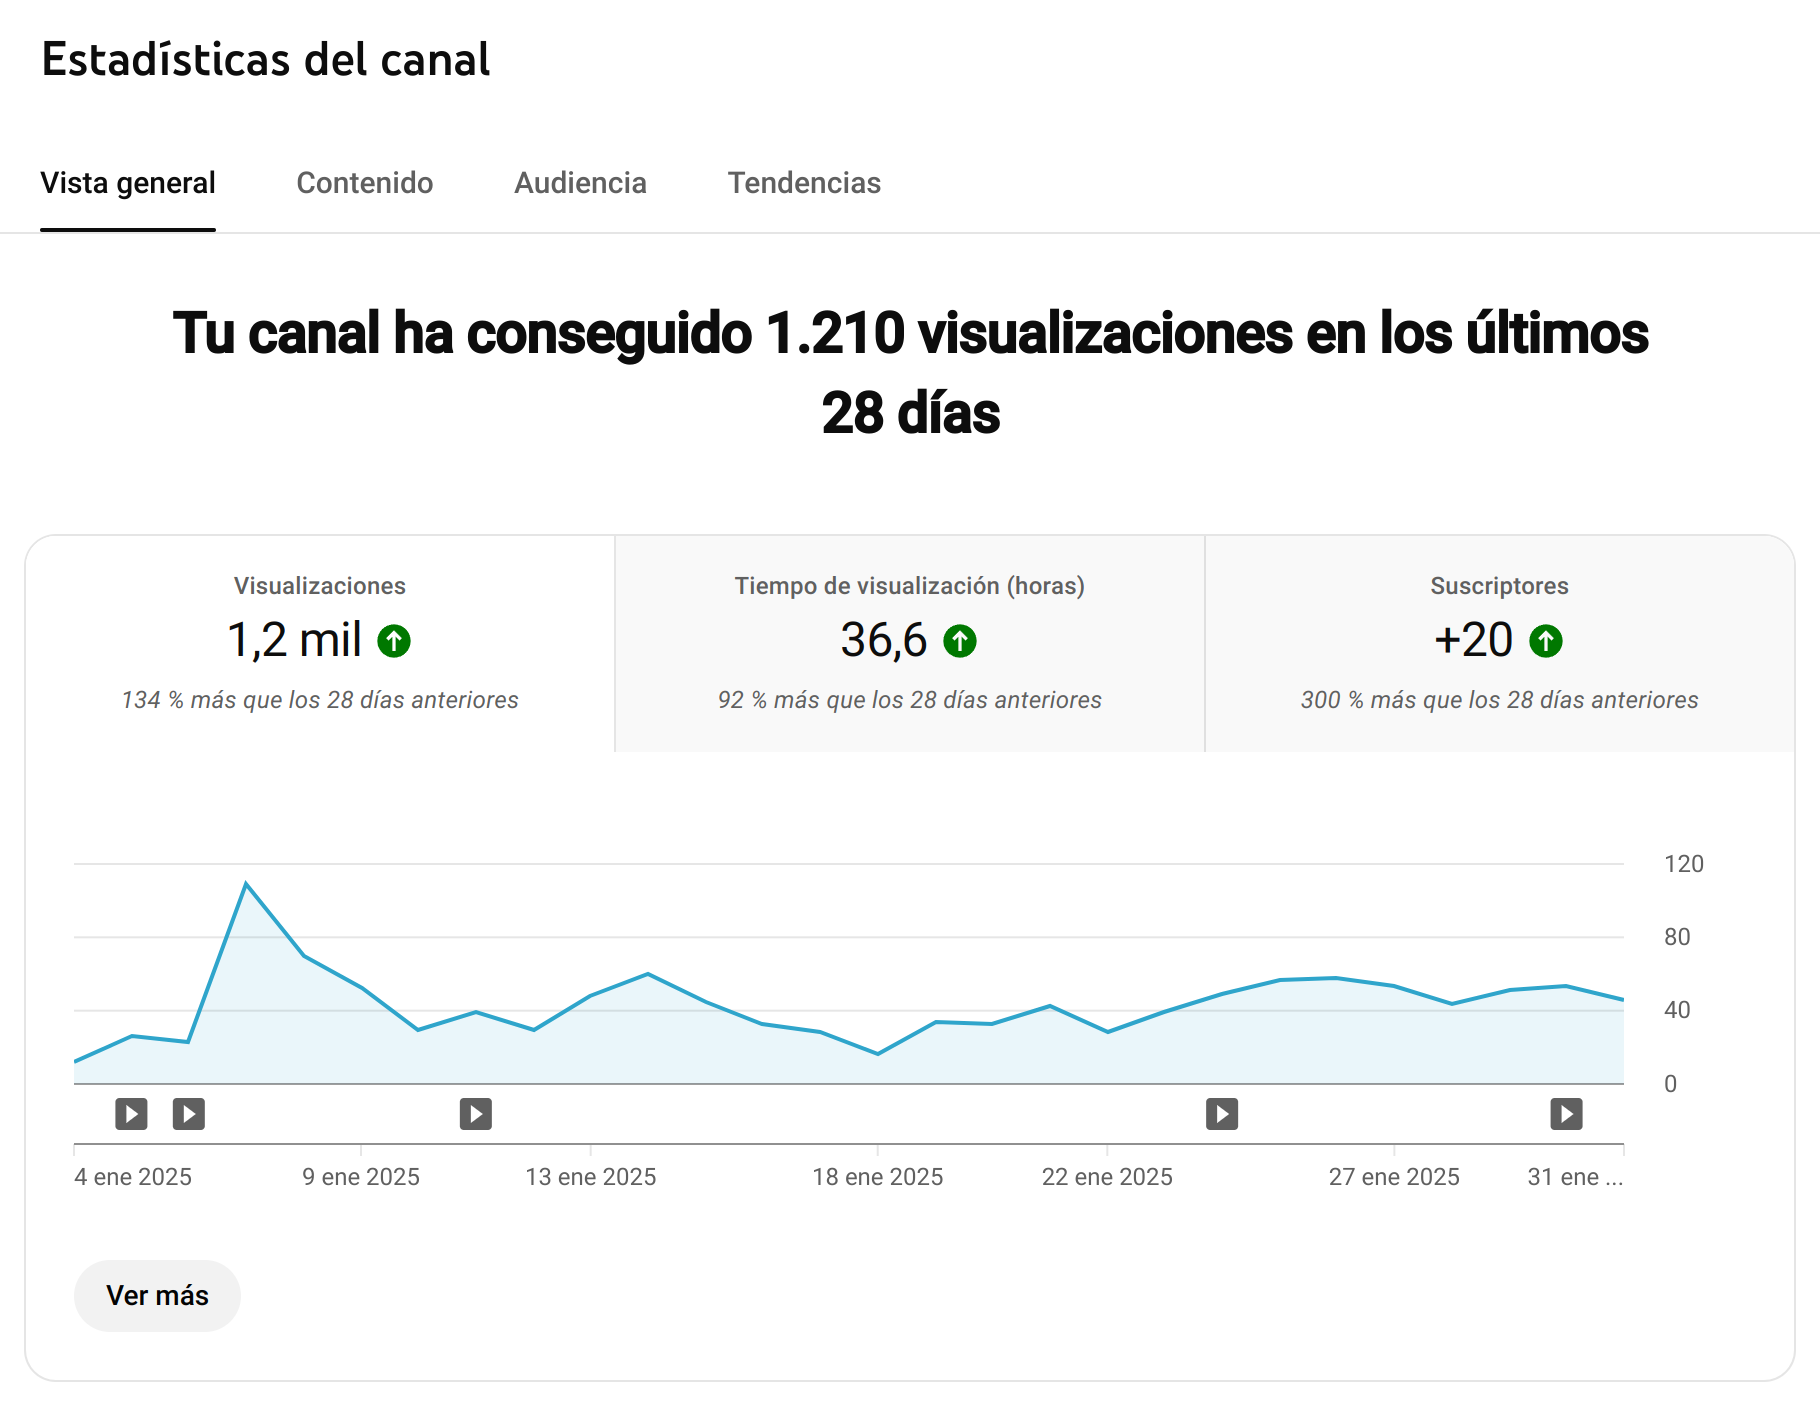 Estadísticas del canal
Vista general Contenido Audiencia Tendencias
Tu canal ha conseguido 1.210 visualizaciones en los últimos
28 días
Visualizaciones
1,2 mil
134 % más que los 28 días anteriores
Tiempo de visualización (horas)
36,6
92 % más que los 28 días anteriores
Suscriptores
+20
300 % más que los 28 días anteriores
120
80
40
0
4 ene 2025 9 ene 2025 13 ene 2025 18 ene 2025 22 ene 2025 27 ene 2025 31 ene ...
Ver más